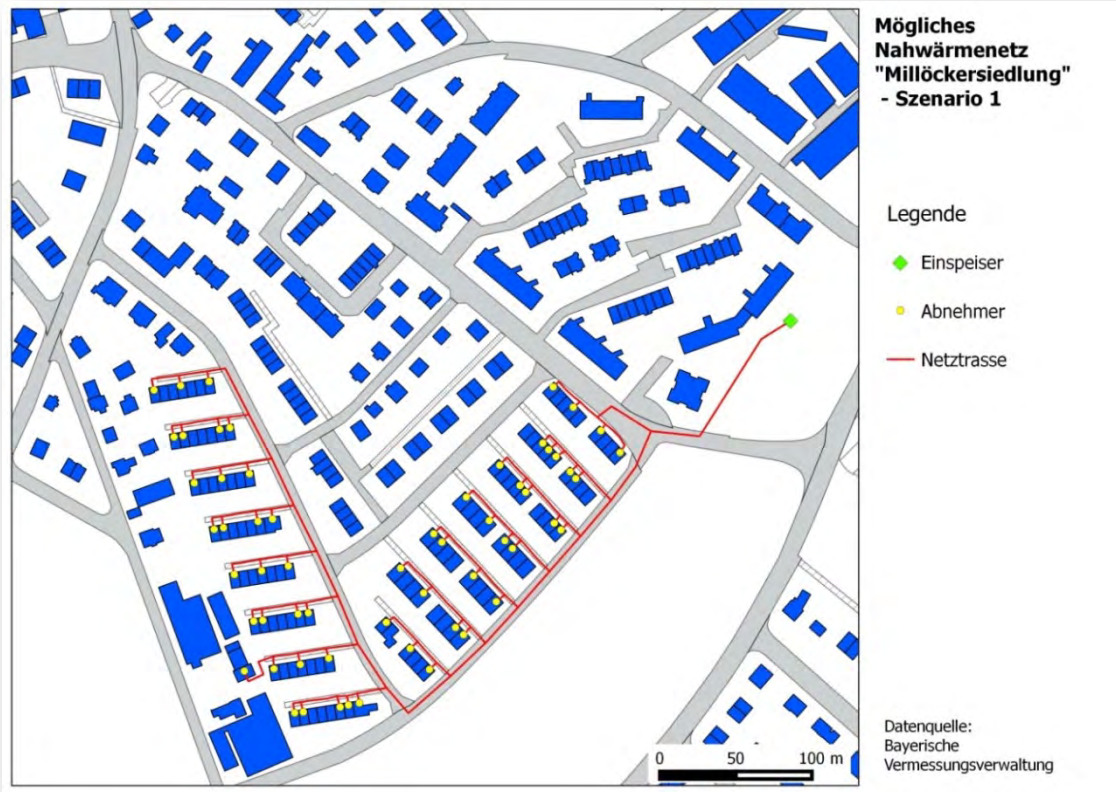 Mögliches
Nahwärmenetz
"Millöckersiedlung"
- Szenario 1
Legende
Einspeiser
Abnehmer
Netztrasse
0 50 100 m
Datenquelle:
Bayerische
Vermessungsverwaltung